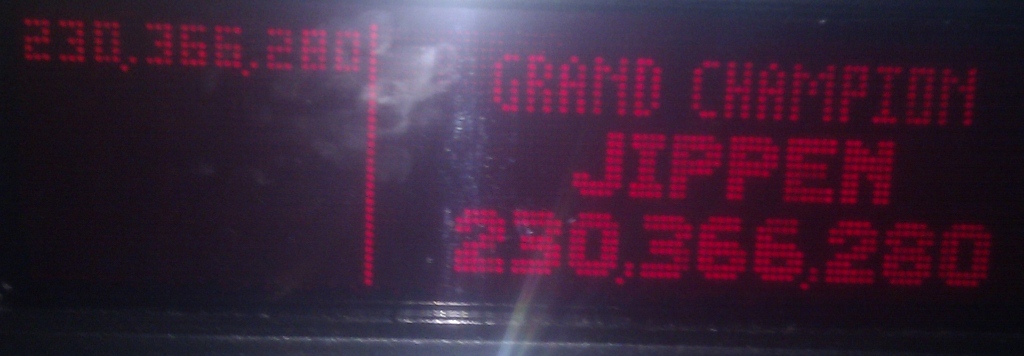 230,366,280
GRAND CHAMPION
JIPPEN
230,366,280